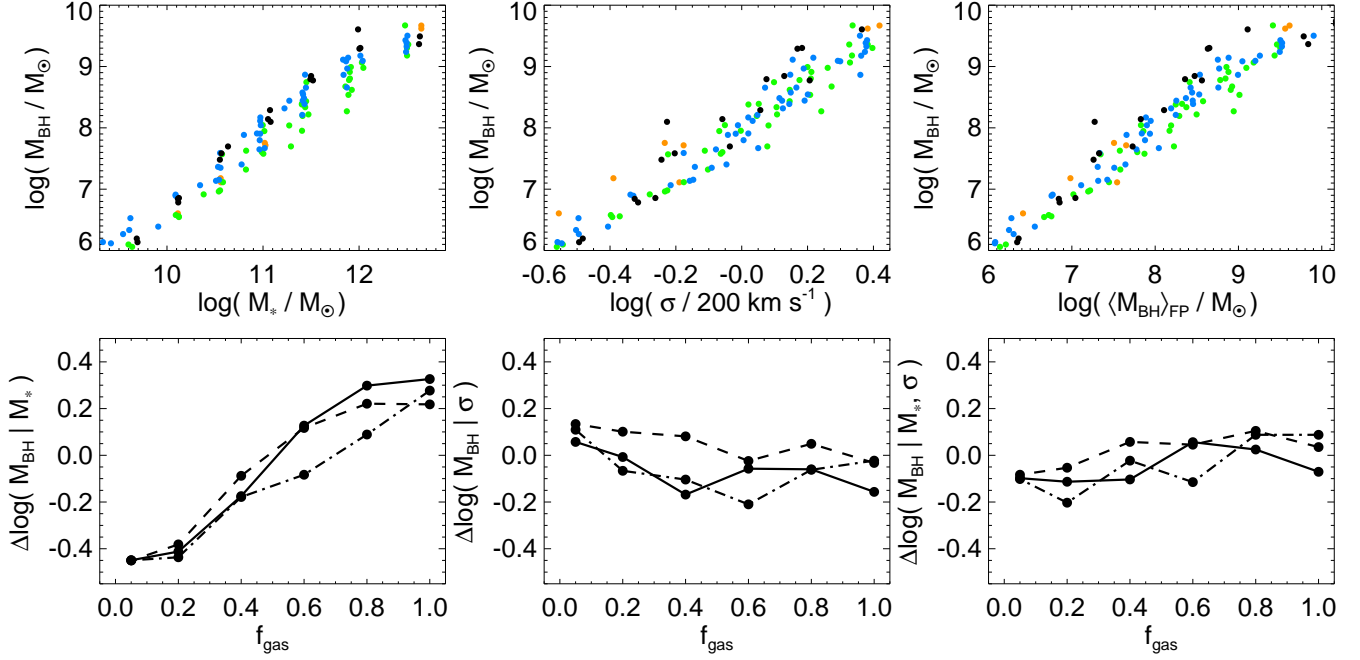 10
9
8
7
6
log( M_BH / M_⊙ )
10 11 12
log( M_* / M_⊙ )
10
9
8
7
6
log( M_BH / M_⊙ )
-0.6 -0.4 -0.2 -0.0 0.2 0.4
log( σ / 200 km s^-1 )
10
9
8
7
6
log( M_BH / M_⊙ )
6 7 8 9 10
log( ⟨M_BH⟩_FP / M_⊙ )
0.4
0.2
0.0
-0.2
-0.4
Δlog( M_BH | M_* )
0.0 0.2 0.4 0.6 0.8 1.0
f_gas
0.4
0.2
0.0
-0.2
-0.4
Δlog( M_BH | σ )
0.0 0.2 0.4 0.6 0.8 1.0
f_gas
0.4
0.2
0.0
-0.2
-0.4
Δlog( M_BH | M_*, σ )
0.0 0.2 0.4 0.6 0.8 1.0
f_gas